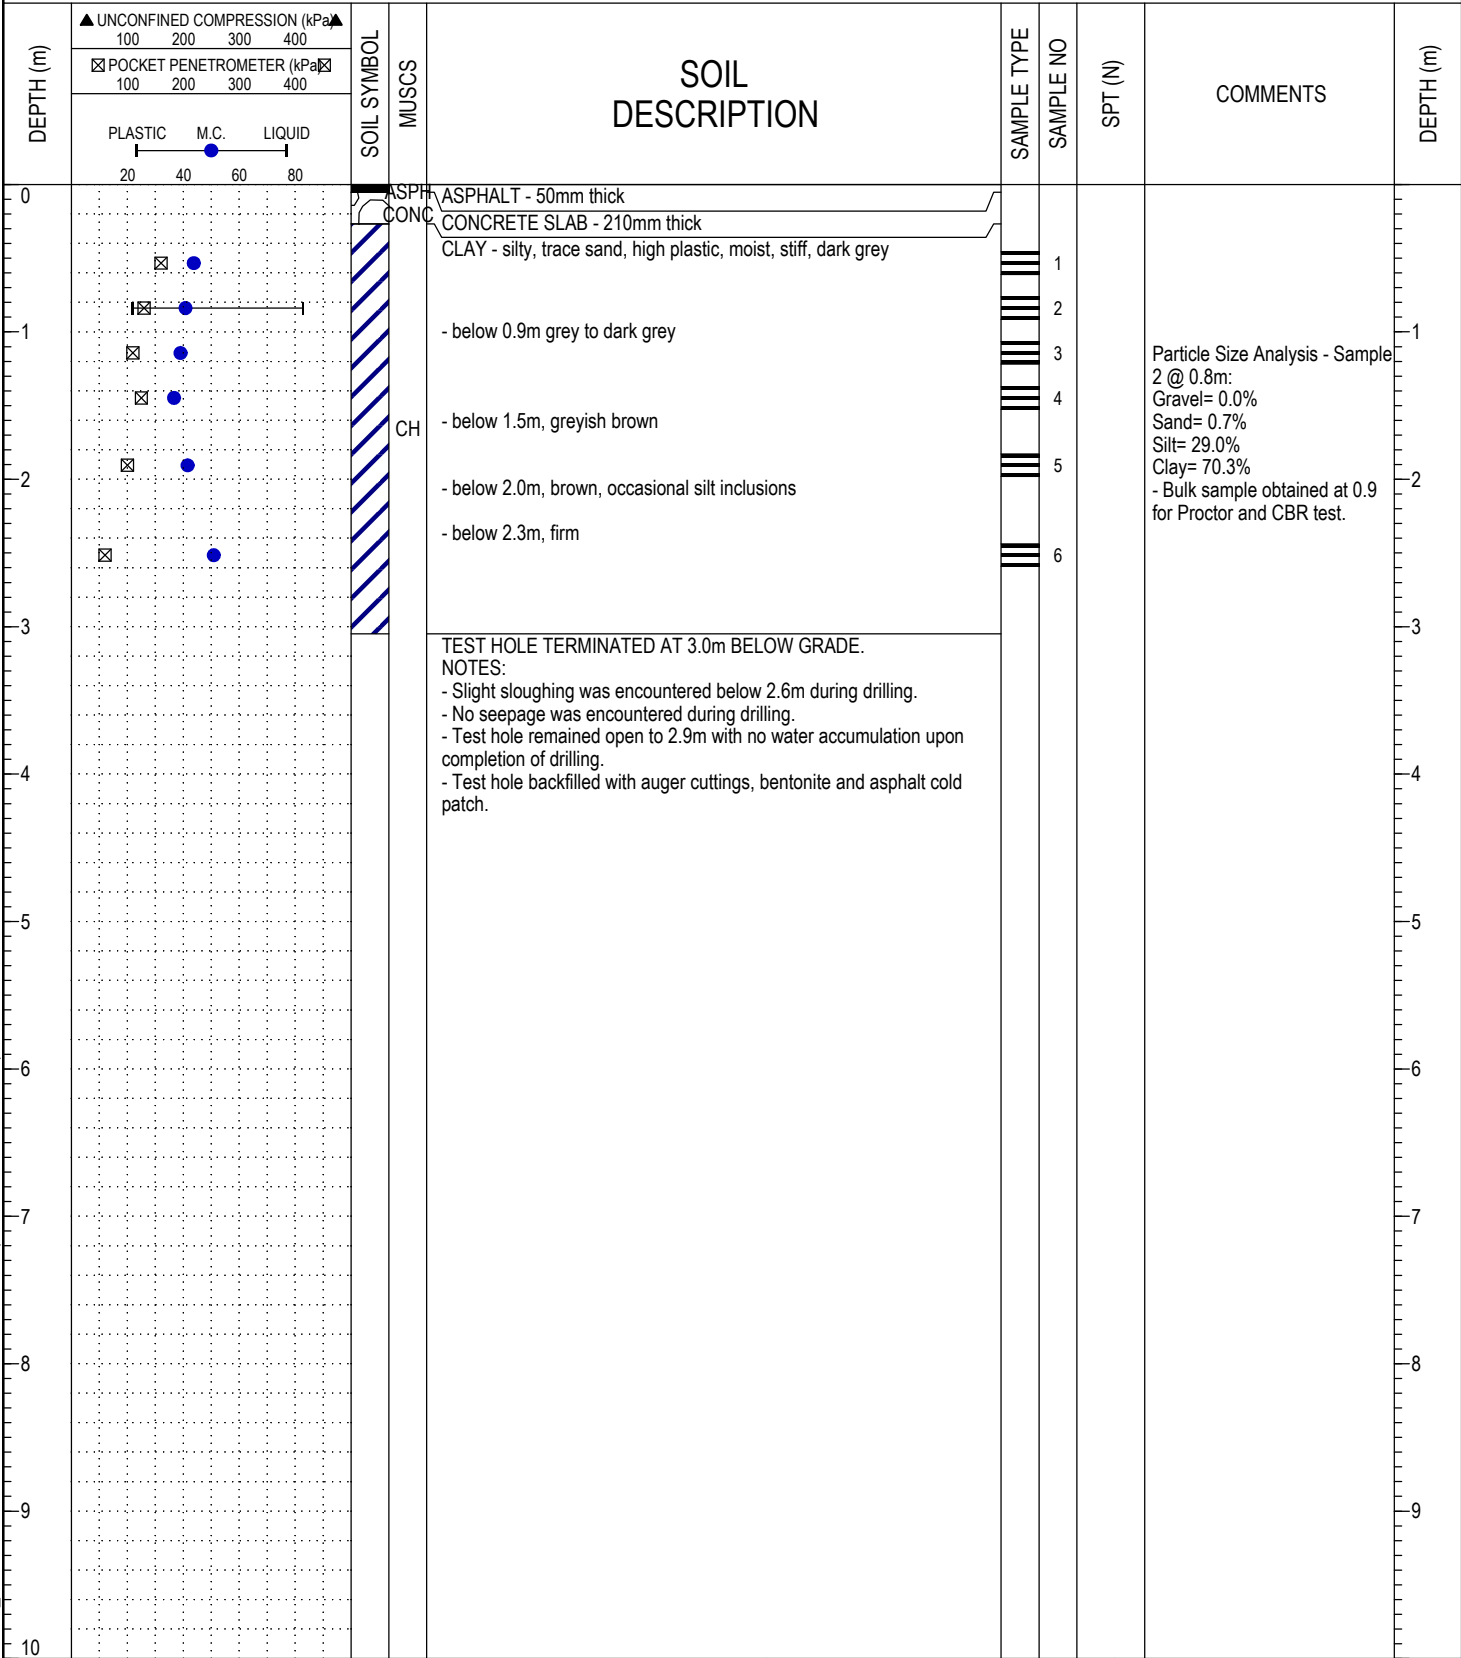 DEPTH (m)
UNCONFINED COMPRESSION (kPa)
100 200 300 400
POCKET PENETROMETER (kPa)
100 200 300 400
PLASTIC M.C. LIQUID
20 40 60 80
SOIL SYMBOL
MUSCS
SOIL
DESCRIPTION
SAMPLE TYPE
SAMPLE NO
SPT (N)
COMMENTS
DEPTH (m)
0
1
2
3
4
5
6
7
8
9
10
ASPH
CONC
CH
ASPHALT - 50mm thick
CONCRETE SLAB - 210mm thick
CLAY - silty, trace sand, high plastic, moist, stiff, dark grey
- below 0.9m grey to dark grey
- below 1.5m, greyish brown
- below 2.0m, brown, occasional silt inclusions
- below 2.3m, firm
TEST HOLE TERMINATED AT 3.0m BELOW GRADE.
NOTES:
- Slight sloughing was encountered below 2.6m during drilling.
- No seepage was encountered during drilling.
- Test hole remained open to 2.9m with no water accumulation upon
completion of drilling.
- Test hole backfilled with auger cuttings, bentonite and asphalt cold
patch.
1
2
3
4
5
6
Particle Size Analysis - Sample
2 @ 0.8m:
Gravel= 0.0%
Sand= 0.7%
Silt= 29.0%
Clay= 70.3%
- Bulk sample obtained at 0.9
for Proctor and CBR test.
1
2
3
4
5
6
7
8
9